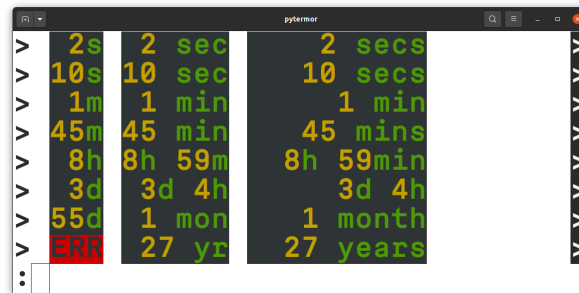 pytermor
> 2s 2 sec 2 secs >
> 10s 10 sec 10 secs >
> 1m 1 min 1 min >
> 45m 45 min 45 mins >
> 8h 8h 59m 8h 59min >
> 3d 3d 4h 3d 4h >
> 55d 1 mon 1 month >
> ERR 27 yr 27 years >
: